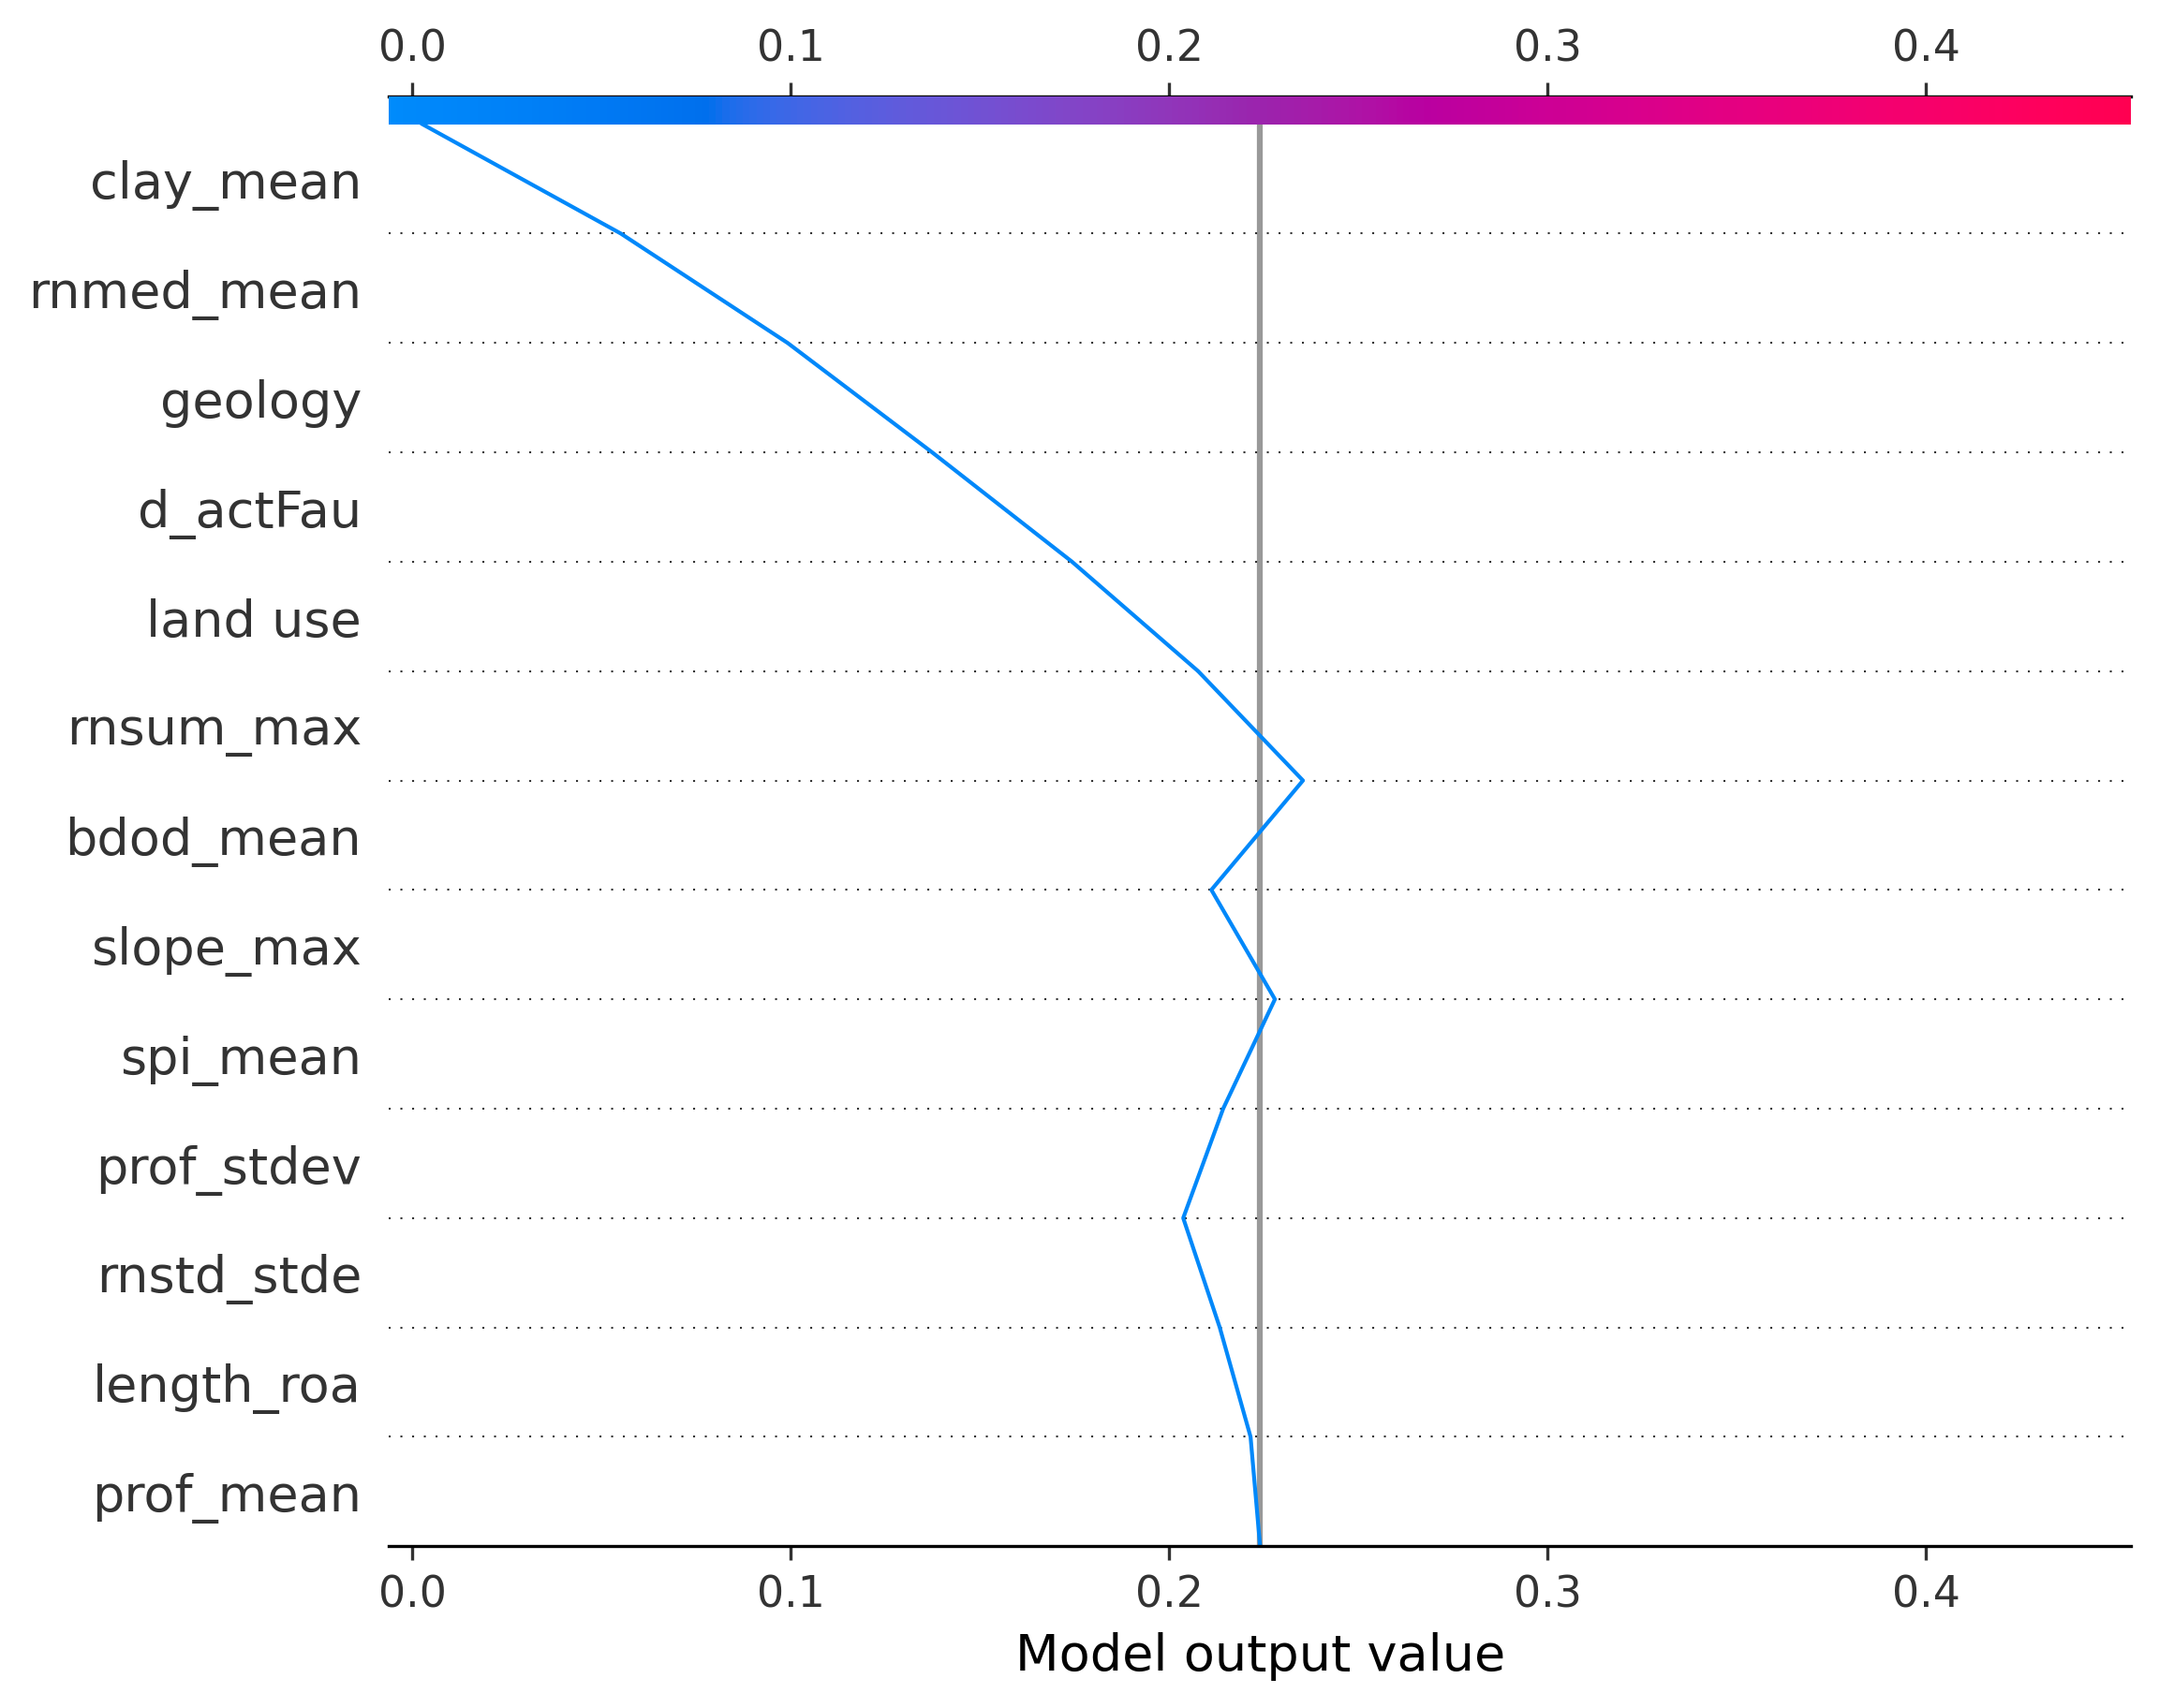 0.0 0.1 0.2 0.3 0.4
clay_mean
rnmed_mean
geology
d_actFau
land use
rnsum_max
bdod_mean
slope_max
spi_mean
prof_stdev
rnstd_stde
length_roa
prof_mean
0.0 0.1 0.2 0.3 0.4
Model output value